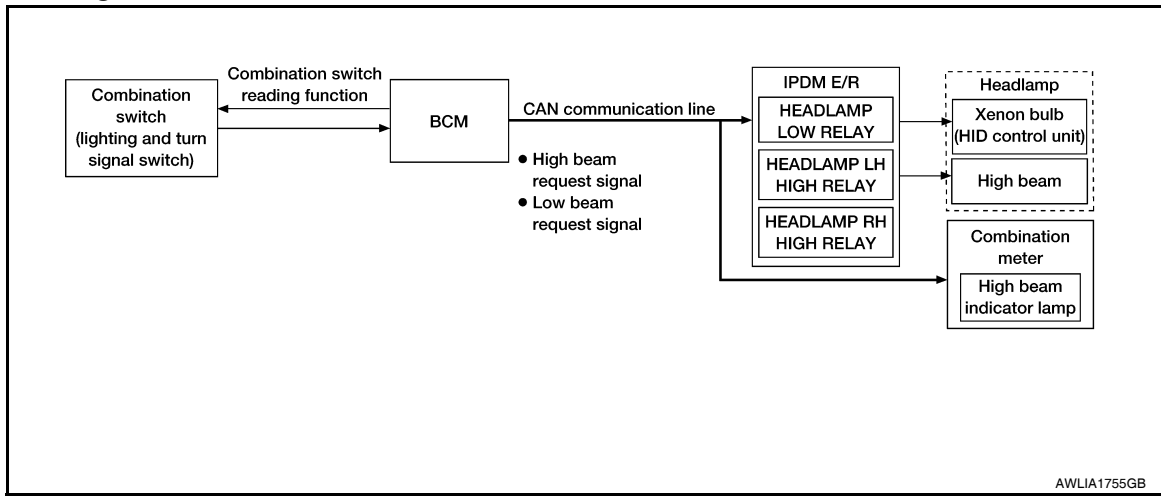 Combination
switch
(lighting and turn
signal switch)
Combination switch
reading function
BCM
CAN communication line
● High beam
request signal
● Low beam
request signal
IPDM E/R
HEADLAMP
LOW RELAY
HEADLAMP LH
HIGH RELAY
HEADLAMP RH
HIGH RELAY
Headlamp
Xenon bulb
(HID control unit)
High beam
Combination
meter
High beam
indicator lamp
AWLIA1755GB